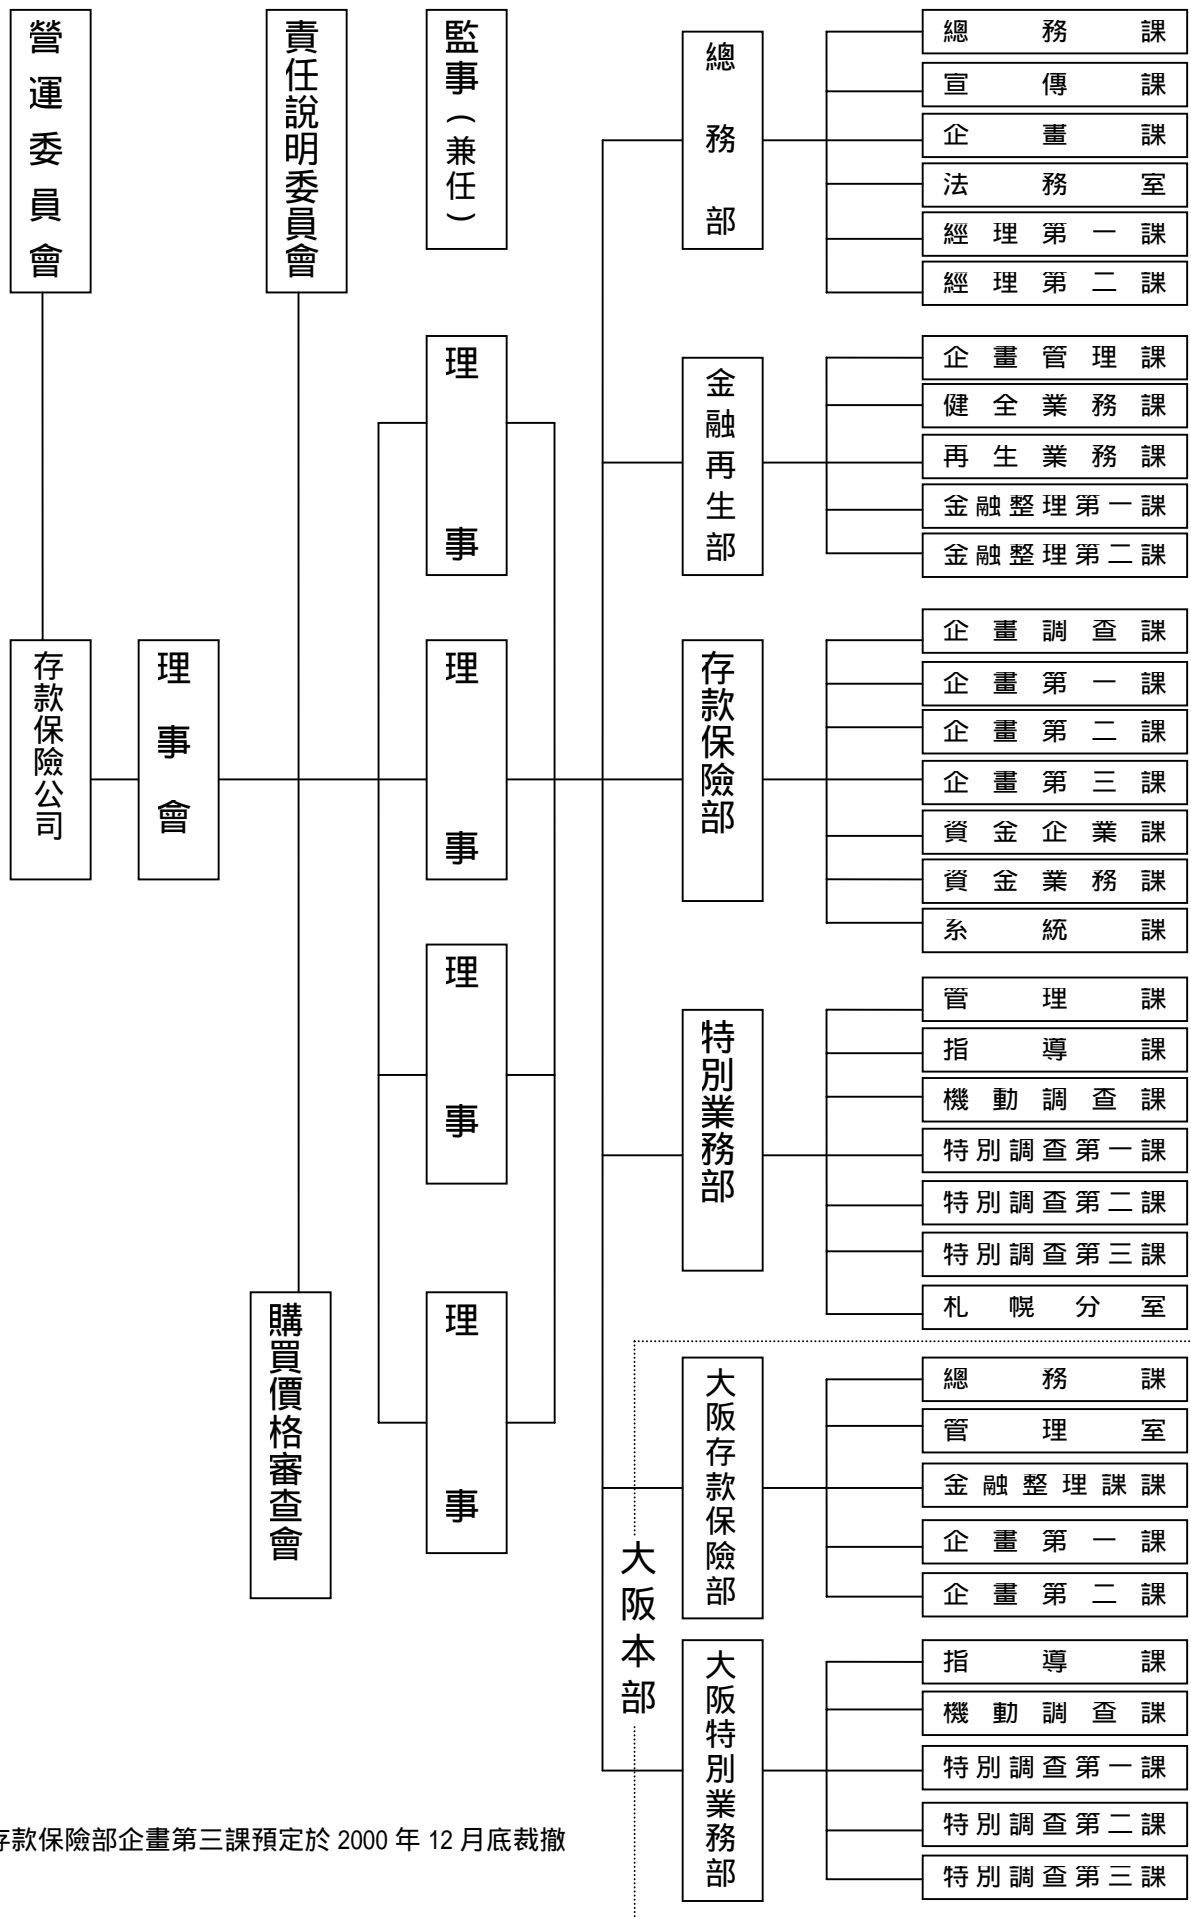 營運委員會
責任說明委員會
監事(兼任)
存款保險公司
理事會
購買價格審查會
理事
理事
理事
理事
總務部
總務課
宣傳課
企畫課
法務室
經理第一課
經理第二課
金融再生部
企畫管理課
健全業務課
再生業務課
金融整理第一課
金融整理第二課
存款保險部
企畫調查課
企畫第一課
企畫第二課
企畫第三課
資金企業課
資金業務課
系統課
特別業務部
管理課
指導課
機動調查課
特別調查第一課
特別調查第二課
特別調查第三課
札幌分室
大阪本部
大阪存款保險部
總務課
管理室
金融整理課課
企畫第一課
企畫第二課
大阪特別業務部
指導課
機動調查課
特別調查第一課
特別調查第二課
特別調查第三課
存款保險部企畫第三課預定於 2000 年 12 月底裁撤